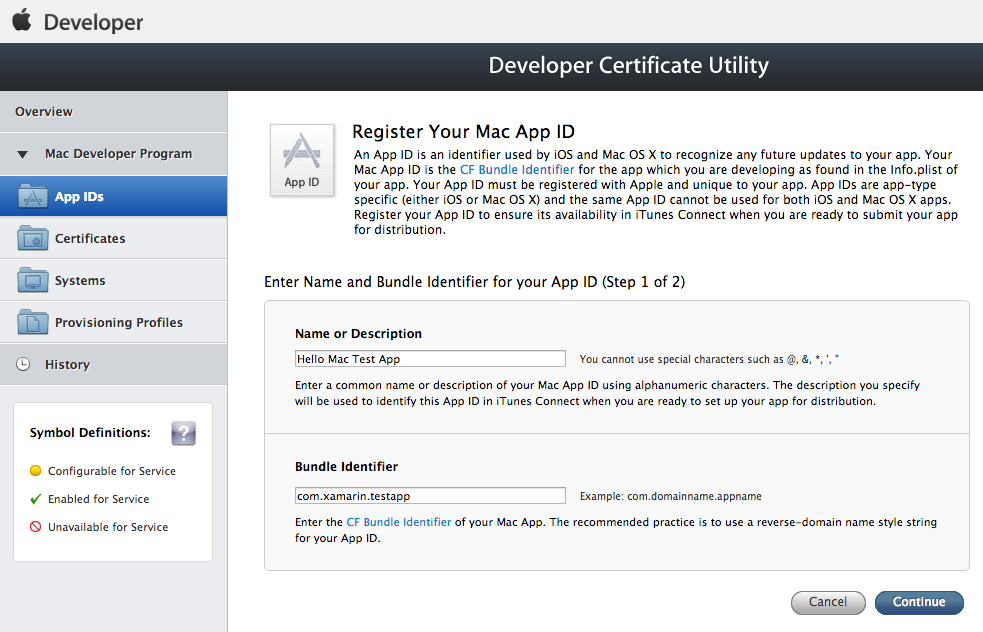 Developer
Developer Certificate Utility
Overview
Mac Developer Program
App IDs
Certificates
Systems
Provisioning Profiles
History
Symbol Definitions:
?
Configurable for Service
Enabled for Service
Unavailable for Service
App ID
Register Your Mac App ID
An App ID is an identifier used by iOS and Mac OS X to recognize any future updates to your app. Your
Mac App ID is the CF Bundle Identifier for the app which you are developing as found in the Info.plist of
your app. Your App ID must be registered with Apple and unique to your app. App IDs are app-type
specific (either iOS or Mac OS X) and the same App ID cannot be used for both iOS and Mac OS X apps.
Register your App ID to ensure its availability in iTunes Connect when you are ready to submit your app
for distribution.
Enter Name and Bundle Identifier for your App ID (Step 1 of 2)
Name or Description
Hello Mac Test App
You cannot use special characters such as @, &, *, ', "
Enter a common name or description of your Mac App ID using alphanumeric characters. The description you specify
will be used to identify this App ID in iTunes Connect when you are ready to set up your app for distribution.
Bundle Identifier
com.xamarin.testapp
Example: com.domainname.appname
Enter the CF Bundle Identifier of your Mac App. The recommended practice is to use a reverse-domain name style string
for your App ID.
Cancel
Continue